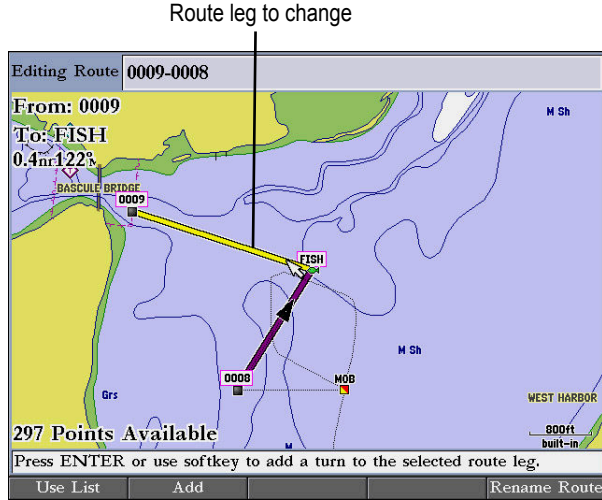 Route leg to change
Editing Route 0009-0008
From: 0009
To: FISH
0.4nm122°M
M Sh
BASCULE BRIDGE
0009
FISH
M Sh
0008
MOB
Grs
WEST HARBOR
297 Points Available
M
800ft
built-in
Press ENTER or use softkey to add a turn to the selected route leg.
Use List
Add
Rename Route